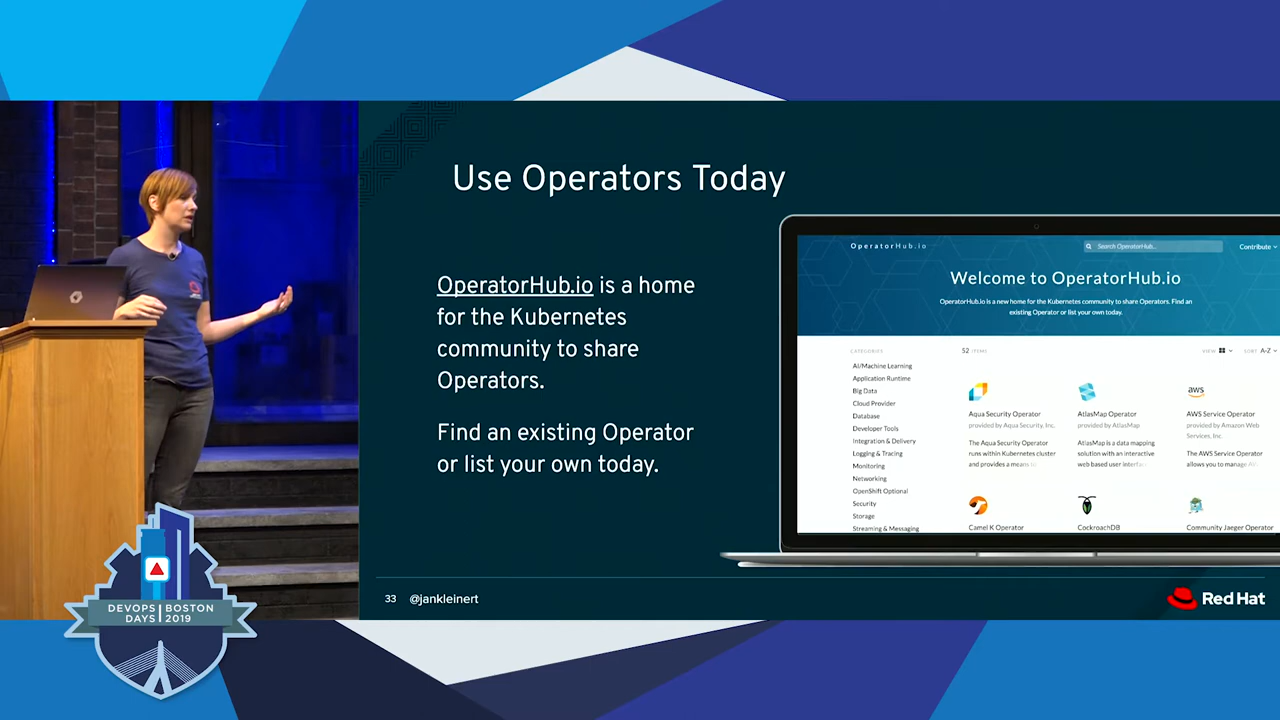 Use Operators Today
OperatorHub.io is a home
for the Kubernetes
community to share
Operators.
Find an existing Operator
or list your own today.
OperatorHub.io
Search OperatorHub...
Contribute
Welcome to OperatorHub.io
OperatorHub.io is a new home for the Kubernetes community to share Operators. Find an
existing Operator or list your own today.
CATEGORIES
AI/Machine Learning
Application Runtime
Big Data
Cloud Provider
Database
Developer Tools
Integration & Delivery
Logging & Tracing
Monitoring
Networking
OpenShift Optional
Security
Storage
Streaming & Messaging
52 ITEMS
VIEW
SORT A-Z
Aqua Security Operator
provided by Aqua Security, Inc.
The Aqua Security Operator
runs within Kubernetes cluster
and provides a means to
AtlasMap Operator
provided by AtlasMap
AtlasMap is a data mapping
solution with an interactive
web based user interfac
aws
AWS Service Operator
provided by Amazon Web
Services, Inc.
The AWS Service Operator
allows you to manage A
Camel K Operator
CockroachDB
Community Jaeger Operator
33 @jankleinert
Red Hat
DEVOPS BOSTON
DAYS 2019